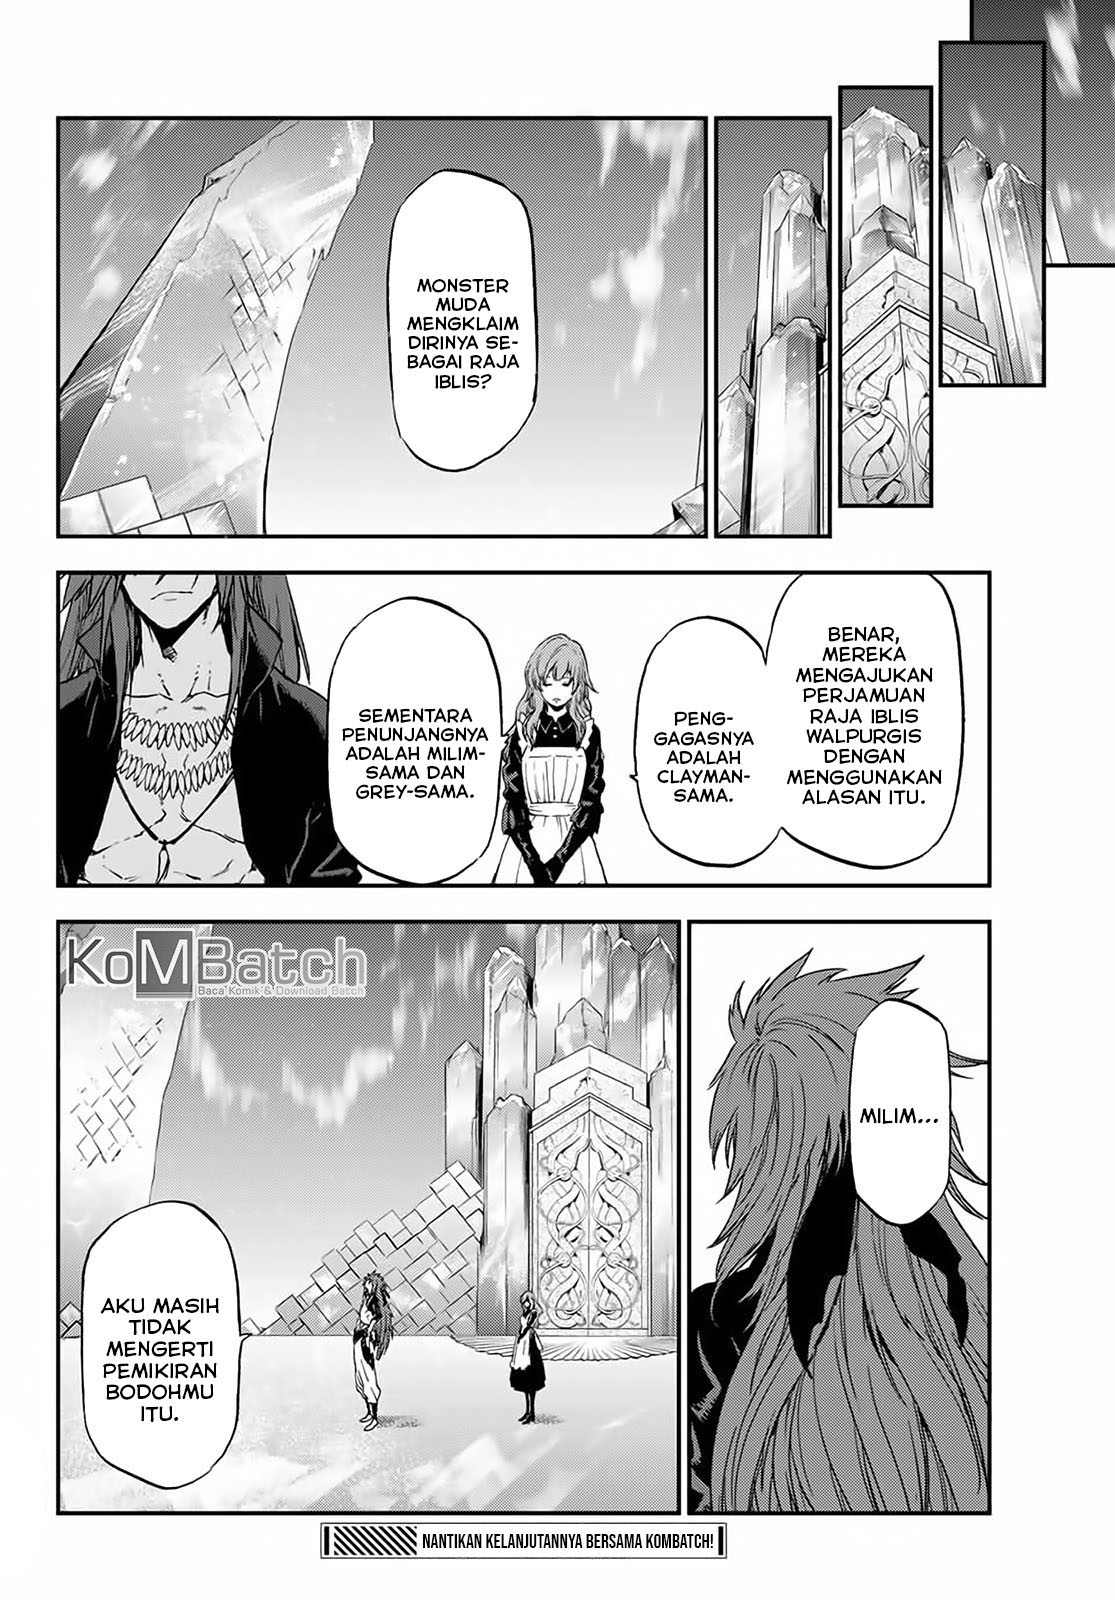 MONSTER
MUDA
MENGKLAIM
DIRINYA SE-
BAGAI RAJA
IBLIS?
BENAR,
MEREKA
MENGAJUKAN
PERJAMUAN
RAJA IBLIS
WALPURGIS
DENGAN
MENGGUNAKAN
ALASAN ITU.
PENG-
GAGASNYA
ADALAH
CLAYMAN-
SAMA.
SEMENTARA
PENUNJANGNYA
ADALAH MILIM-
SAMA DAN
GREY-SAMA.
MILIM...
KoMBatch
Baca Komik & Download Batch
AKU MASIH
TIDAK
MENGERTI
PEMIKIRAN
BODOHMU
ITU.
NANTIKAN KELANJUTANNYA BERSAMA KOMBATCH!